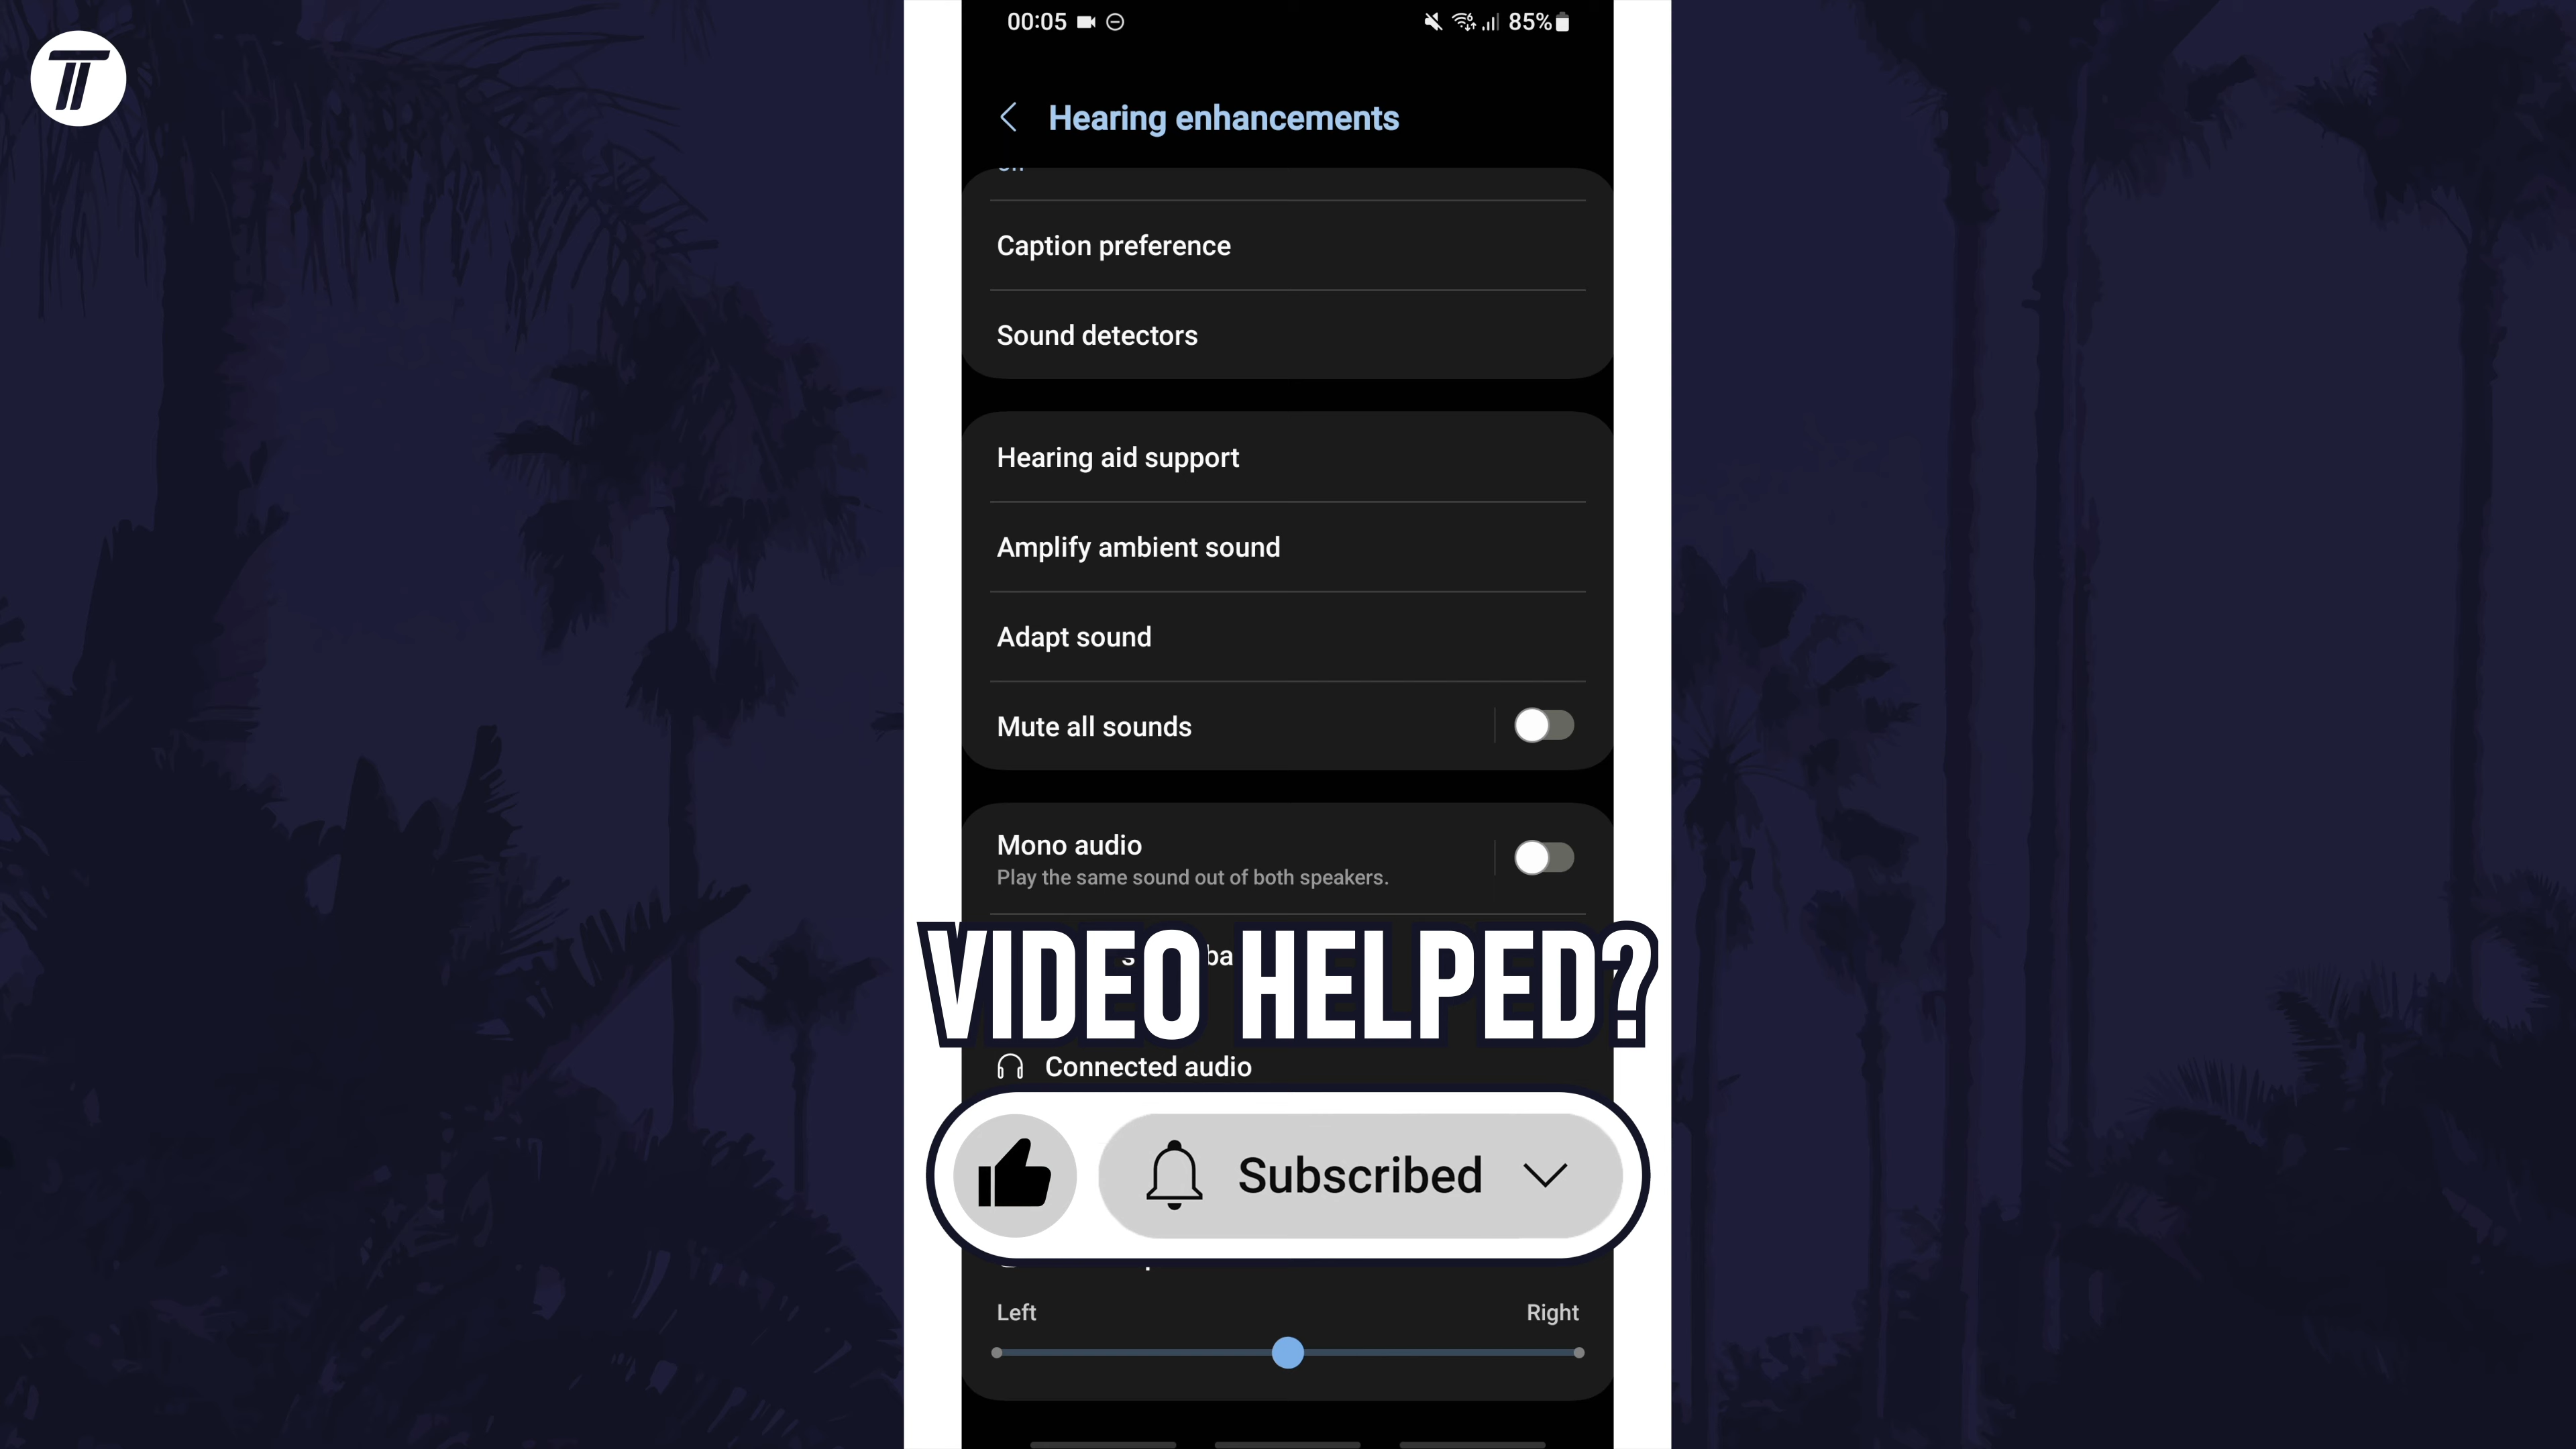 00:05
85%
Hearing enhancements
Caption preference
Sound detectors
Hearing aid support
Amplify ambient sound
Adapt sound
Mute all sounds
Mono audio
Play the same sound out of both speakers.
VIDEO HELPED?
Connected audio
Subscribed
Left Right